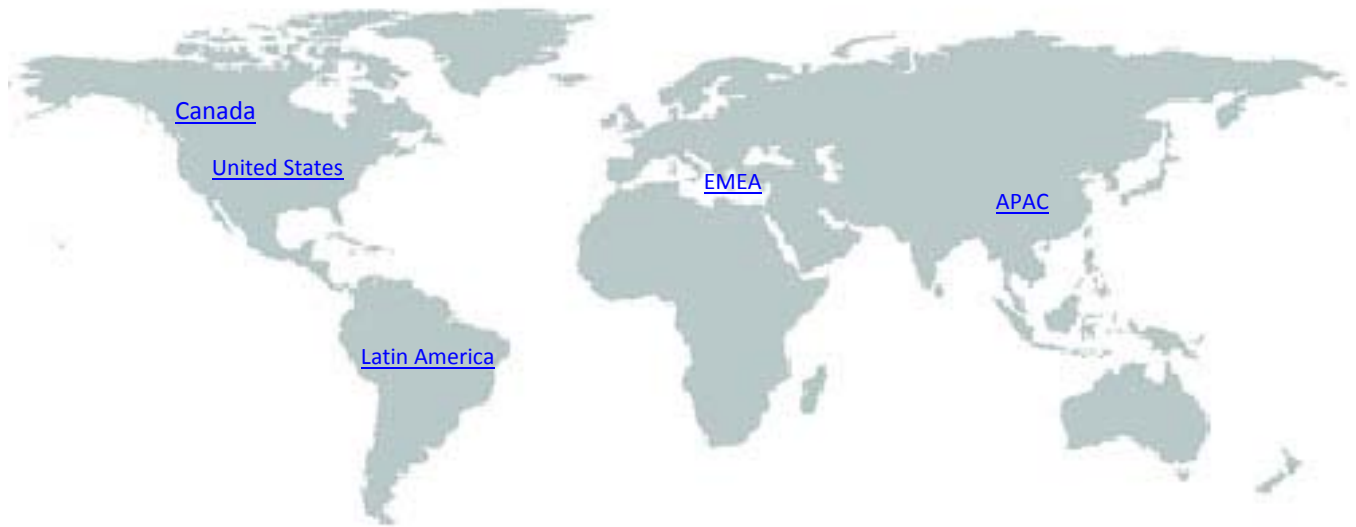 Canada
United States
EMEA
APAC
Latin America